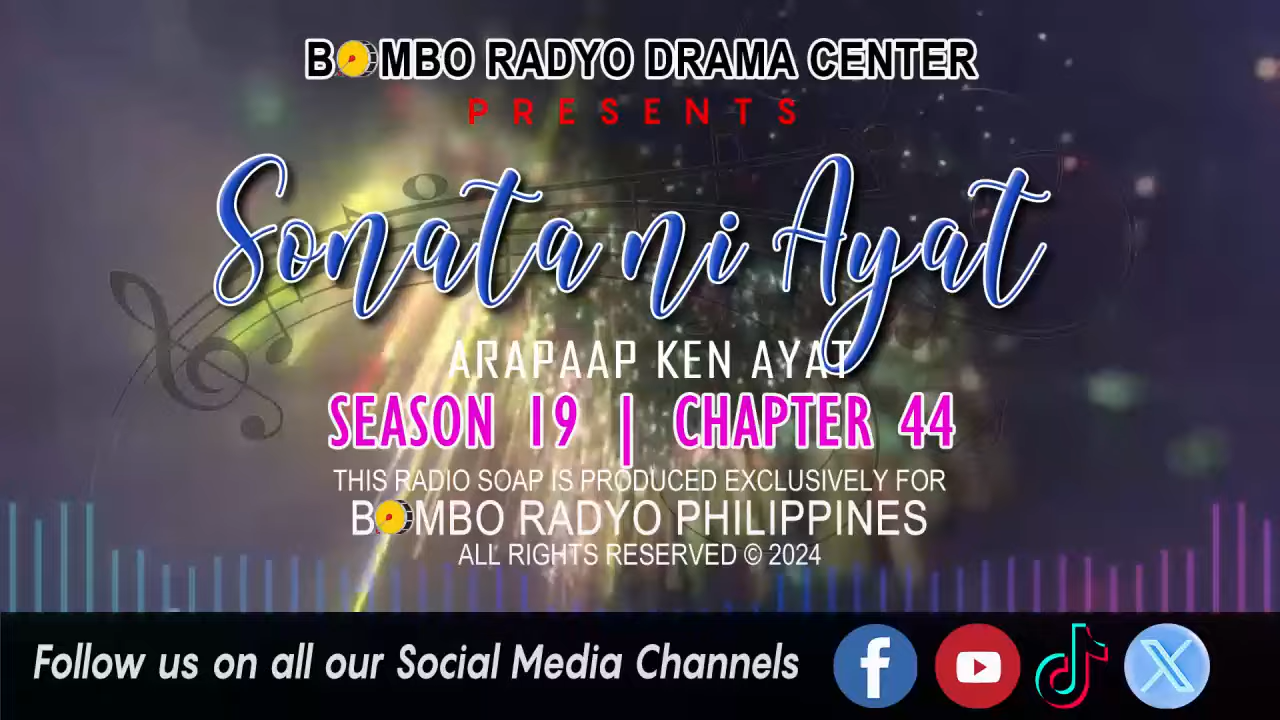 BOMBO RADYO DRAMA CENTER
PRESENTS
Sonata ni Ayat
ARAPAAP KEN AYAT
SEASON 19 | CHAPTER 44
THIS RADIO SOAP IS PRODUCED EXCLUSIVELY FOR
BOMBO RADYO PHILIPPINES
ALL RIGHTS RESERVED © 2024
Follow us on all our Social Media Channels